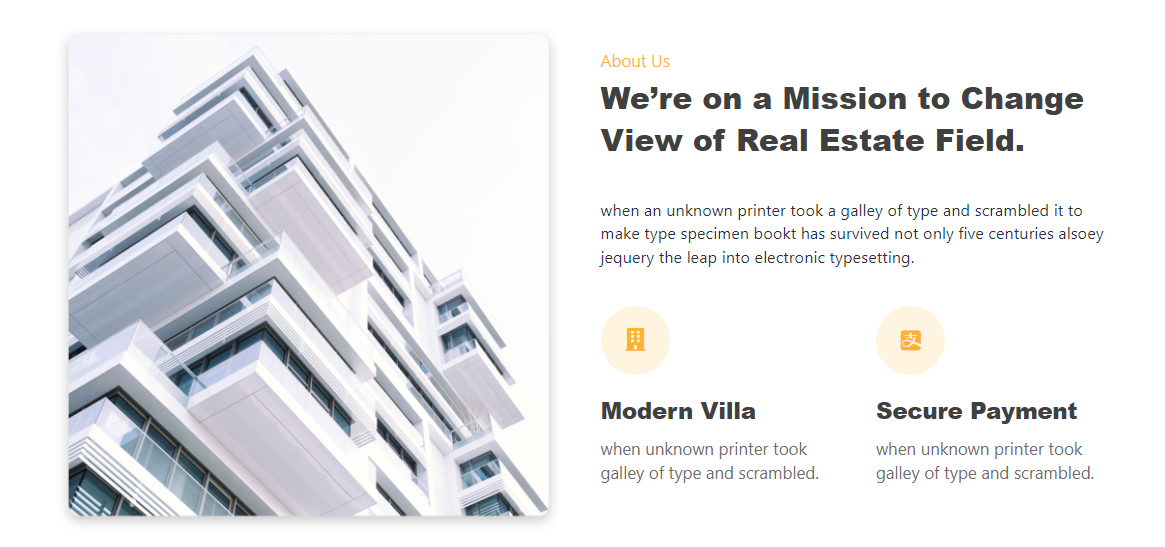 About Us
We’re on a Mission to Change
View of Real Estate Field.
when an unknown printer took a galley of type and scrambled it to
make type specimen bookt has survived not only five centuries alsoey
jequery the leap into electronic typesetting.
支
Modern Villa
Secure Payment
when unknown printer took
galley of type and scrambled.
when unknown printer took
galley of type and scrambled.